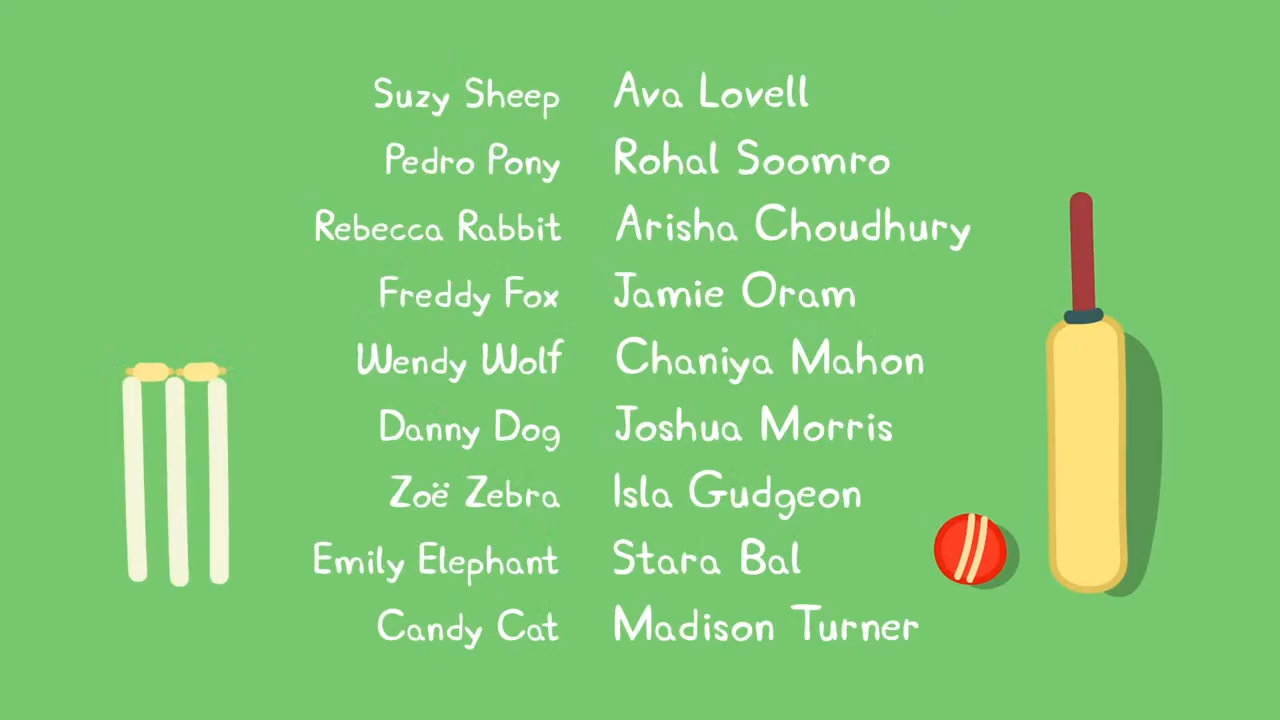 Suzy Sheep Ava Lovell
Pedro Pony Rohal Soomro
Rebecca Rabbit Arisha Choudhury
Freddy Fox Jamie Oram
Wendy Wolf Chaniya Mahon
Danny Dog Joshua Morris
Zoë Zebra Isla Gudgeon
Emily Elephant Stara Bal
Candy Cat Madison Turner